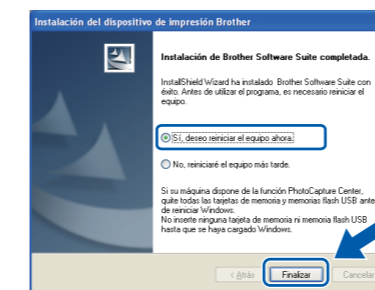 Instalación del dispositivo de impresión Brother
Instalación de Brother Software Suite completada.
InstallShield Wizard ha instalado Brother Software Suite con
éxito. Antes de utilizar el programa, es necesario reiniciar el
equipo.
Sí, deseo reiniciar el equipo ahora.
No, reiniciaré el equipo más tarde.
Si su máquina dispone de la función PhotoCapture Center,
quite todas las tarjetas de memoria y memorias flash USB ante
de reiniciar Windows.
No inserte ninguna tarjeta de memoria ni memoria flash USB
hasta que se haya cargado Windows.
< Atrás Finalizar Cancelar